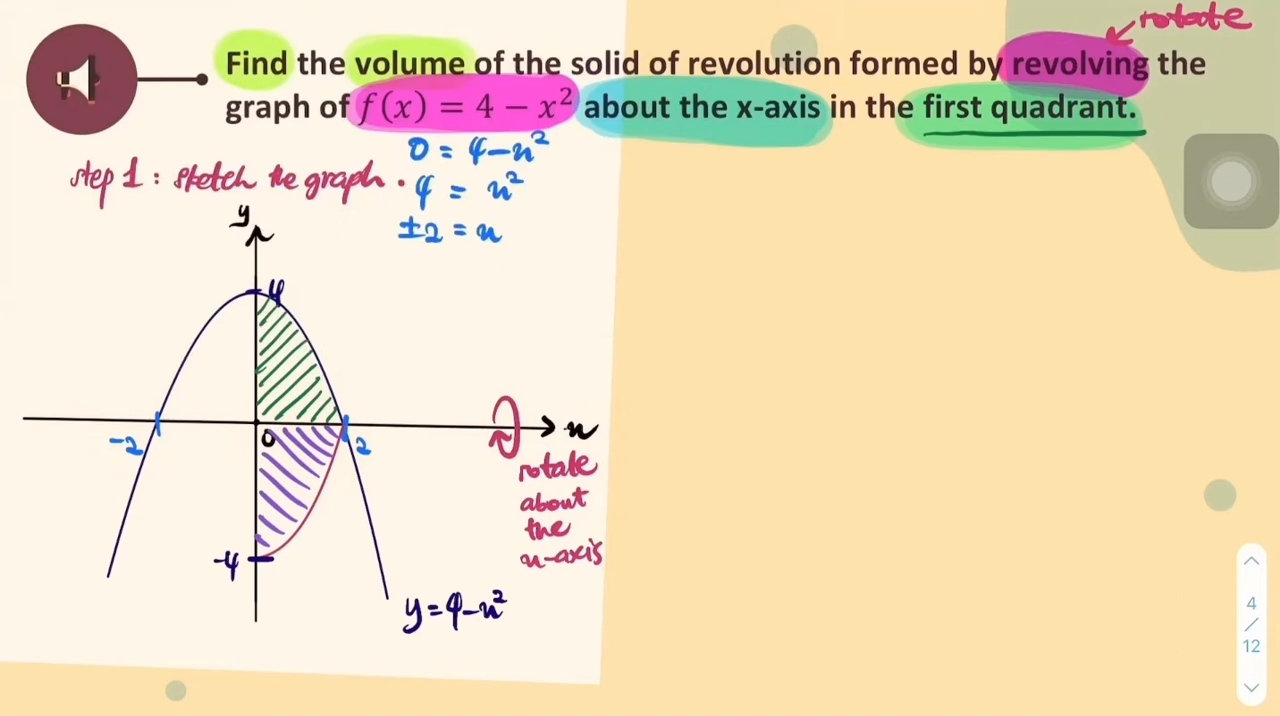 rotate
Find the volume of the solid of revolution formed by revolving the
graph of f(x) = 4 − x² about the x-axis in the first quadrant.
step 1: sketch the graph.
0 = 4-x²
4 = x²
±2 = x
y
4
-2
0
2
x
rotate
about
the
x-axis
-4
y=4-x²
4
/
12